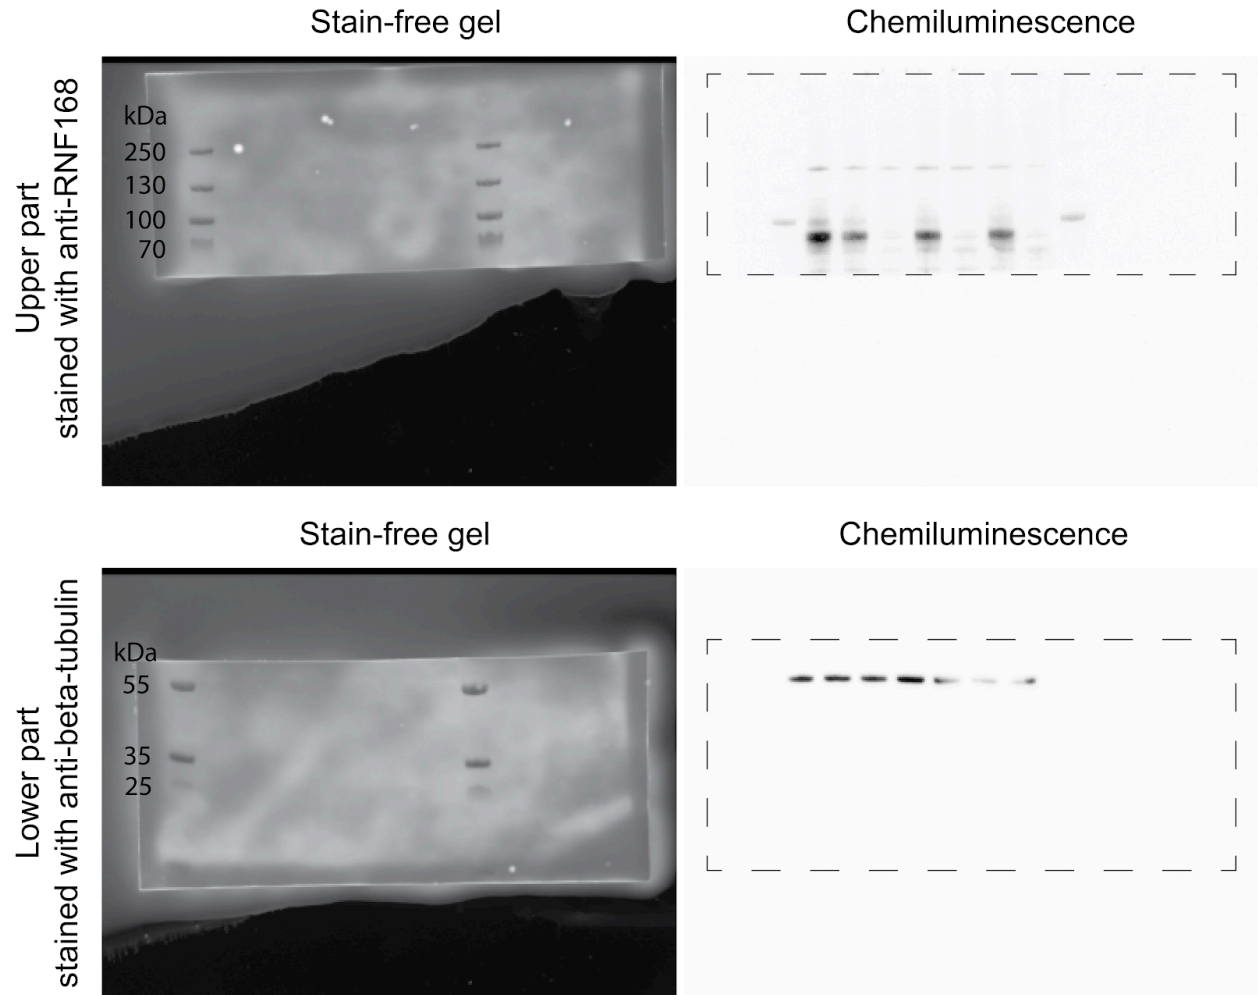 Stain-free gel
Chemiluminescence
Upper part
stained with anti-RNF168
kDa
250
130
100
70
Stain-free gel
Chemiluminescence
Lower part
stained with anti-beta-tubulin
kDa
55
35
25